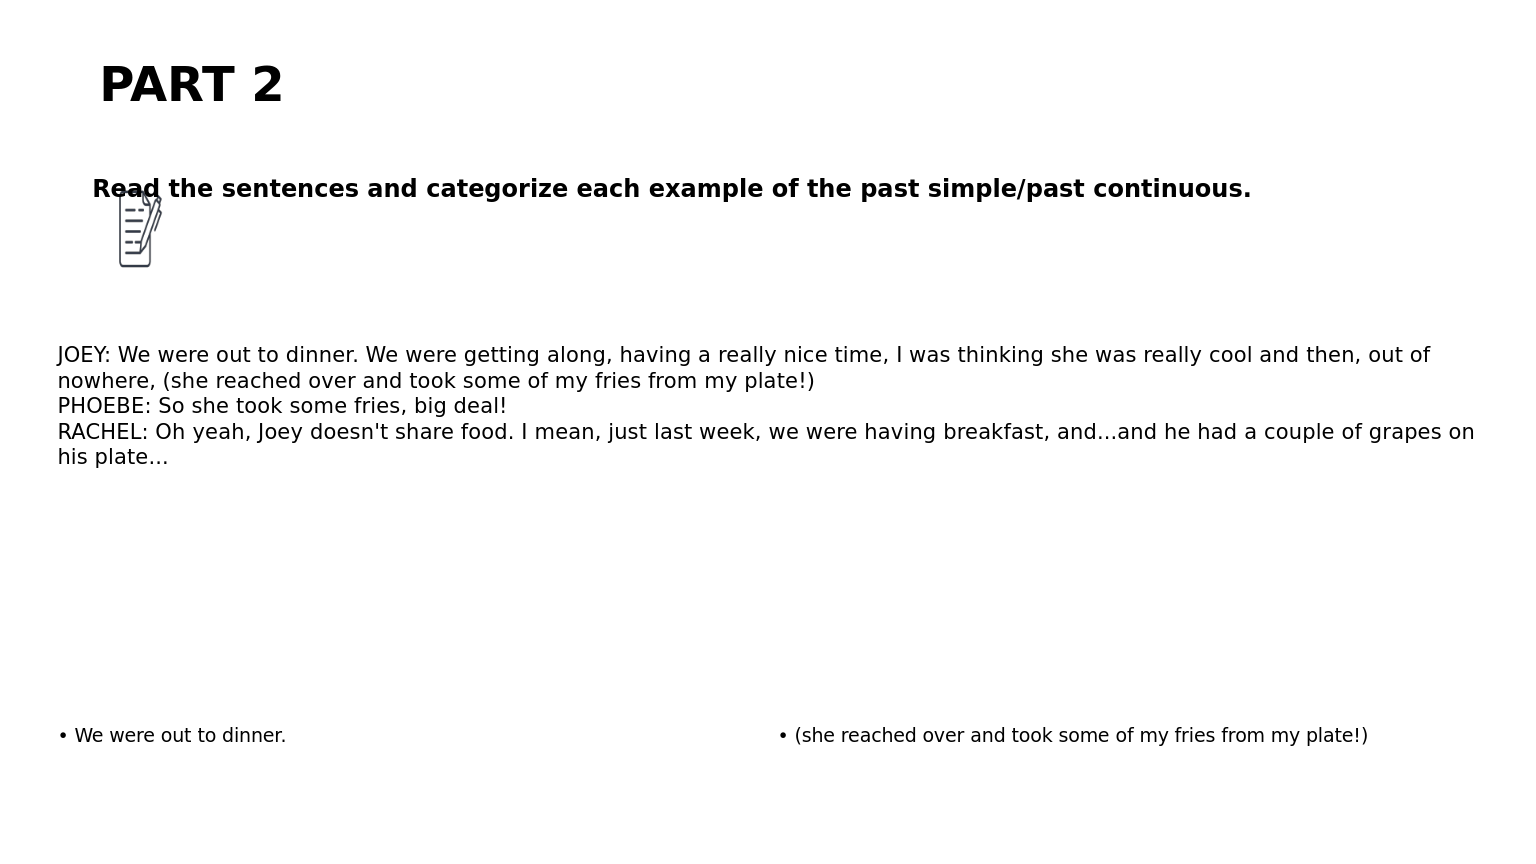 PART 2
Read the sentences and categorize each example of the past simple/past continuous.
JOEY: We were out to dinner. We were getting along, having a really nice time, I was thinking she was really cool and then, out of
nowhere, (she reached over and took some of my fries from my plate!)
PHOEBE: So she took some fries, big deal!
RACHEL: Oh yeah, Joey doesn't share food. I mean, just last week, we were having breakfast, and...and he had a couple of grapes on
his plate...
• We were out to dinner.
• (she reached over and took some of my fries from my plate!)